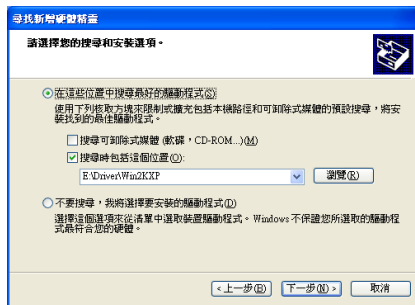 尋找新增硬體精靈
請選擇您的搜尋和安裝選項。
在這些位置中搜尋最好的驅動程式(S)
使用下列核取方塊來限制或擴充包括本機路徑和可卸除式媒體的預設搜尋，將安
裝找到的最佳驅動程式。
搜尋可卸除式媒體 (軟碟，CD-ROM...)(M)
搜尋時包括這個位置(O):
E:\Driver\Win2KXP
瀏覽(R)
不要搜尋，我將選擇要安裝的驅動程式(D)
選擇這個選項來從清單中選取裝置驅動程式。Windows 不保證您所選取的驅動程
式最符合您的硬體。
<上一步(B)
下一步(N)>
取消